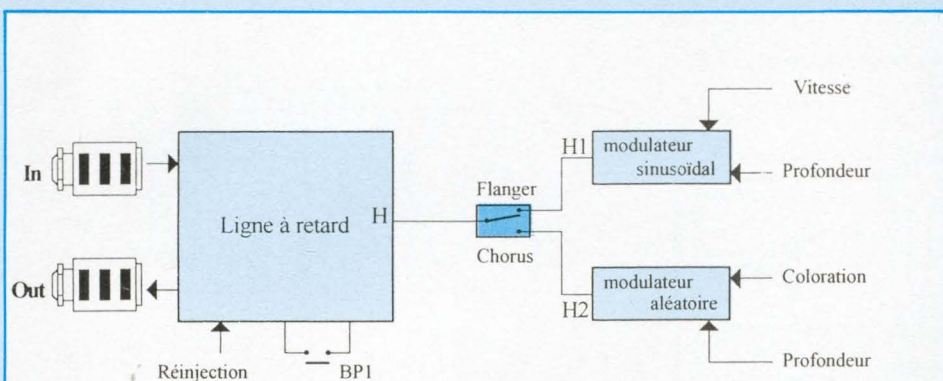 Vitesse
H1
modulateur
sinusoïdal
In
Flanger
Profondeur
Ligne à retard
H
Chorus
Out
modulateur
aléatoire
Coloration
H2
Réinjection
BP1
Profondeur